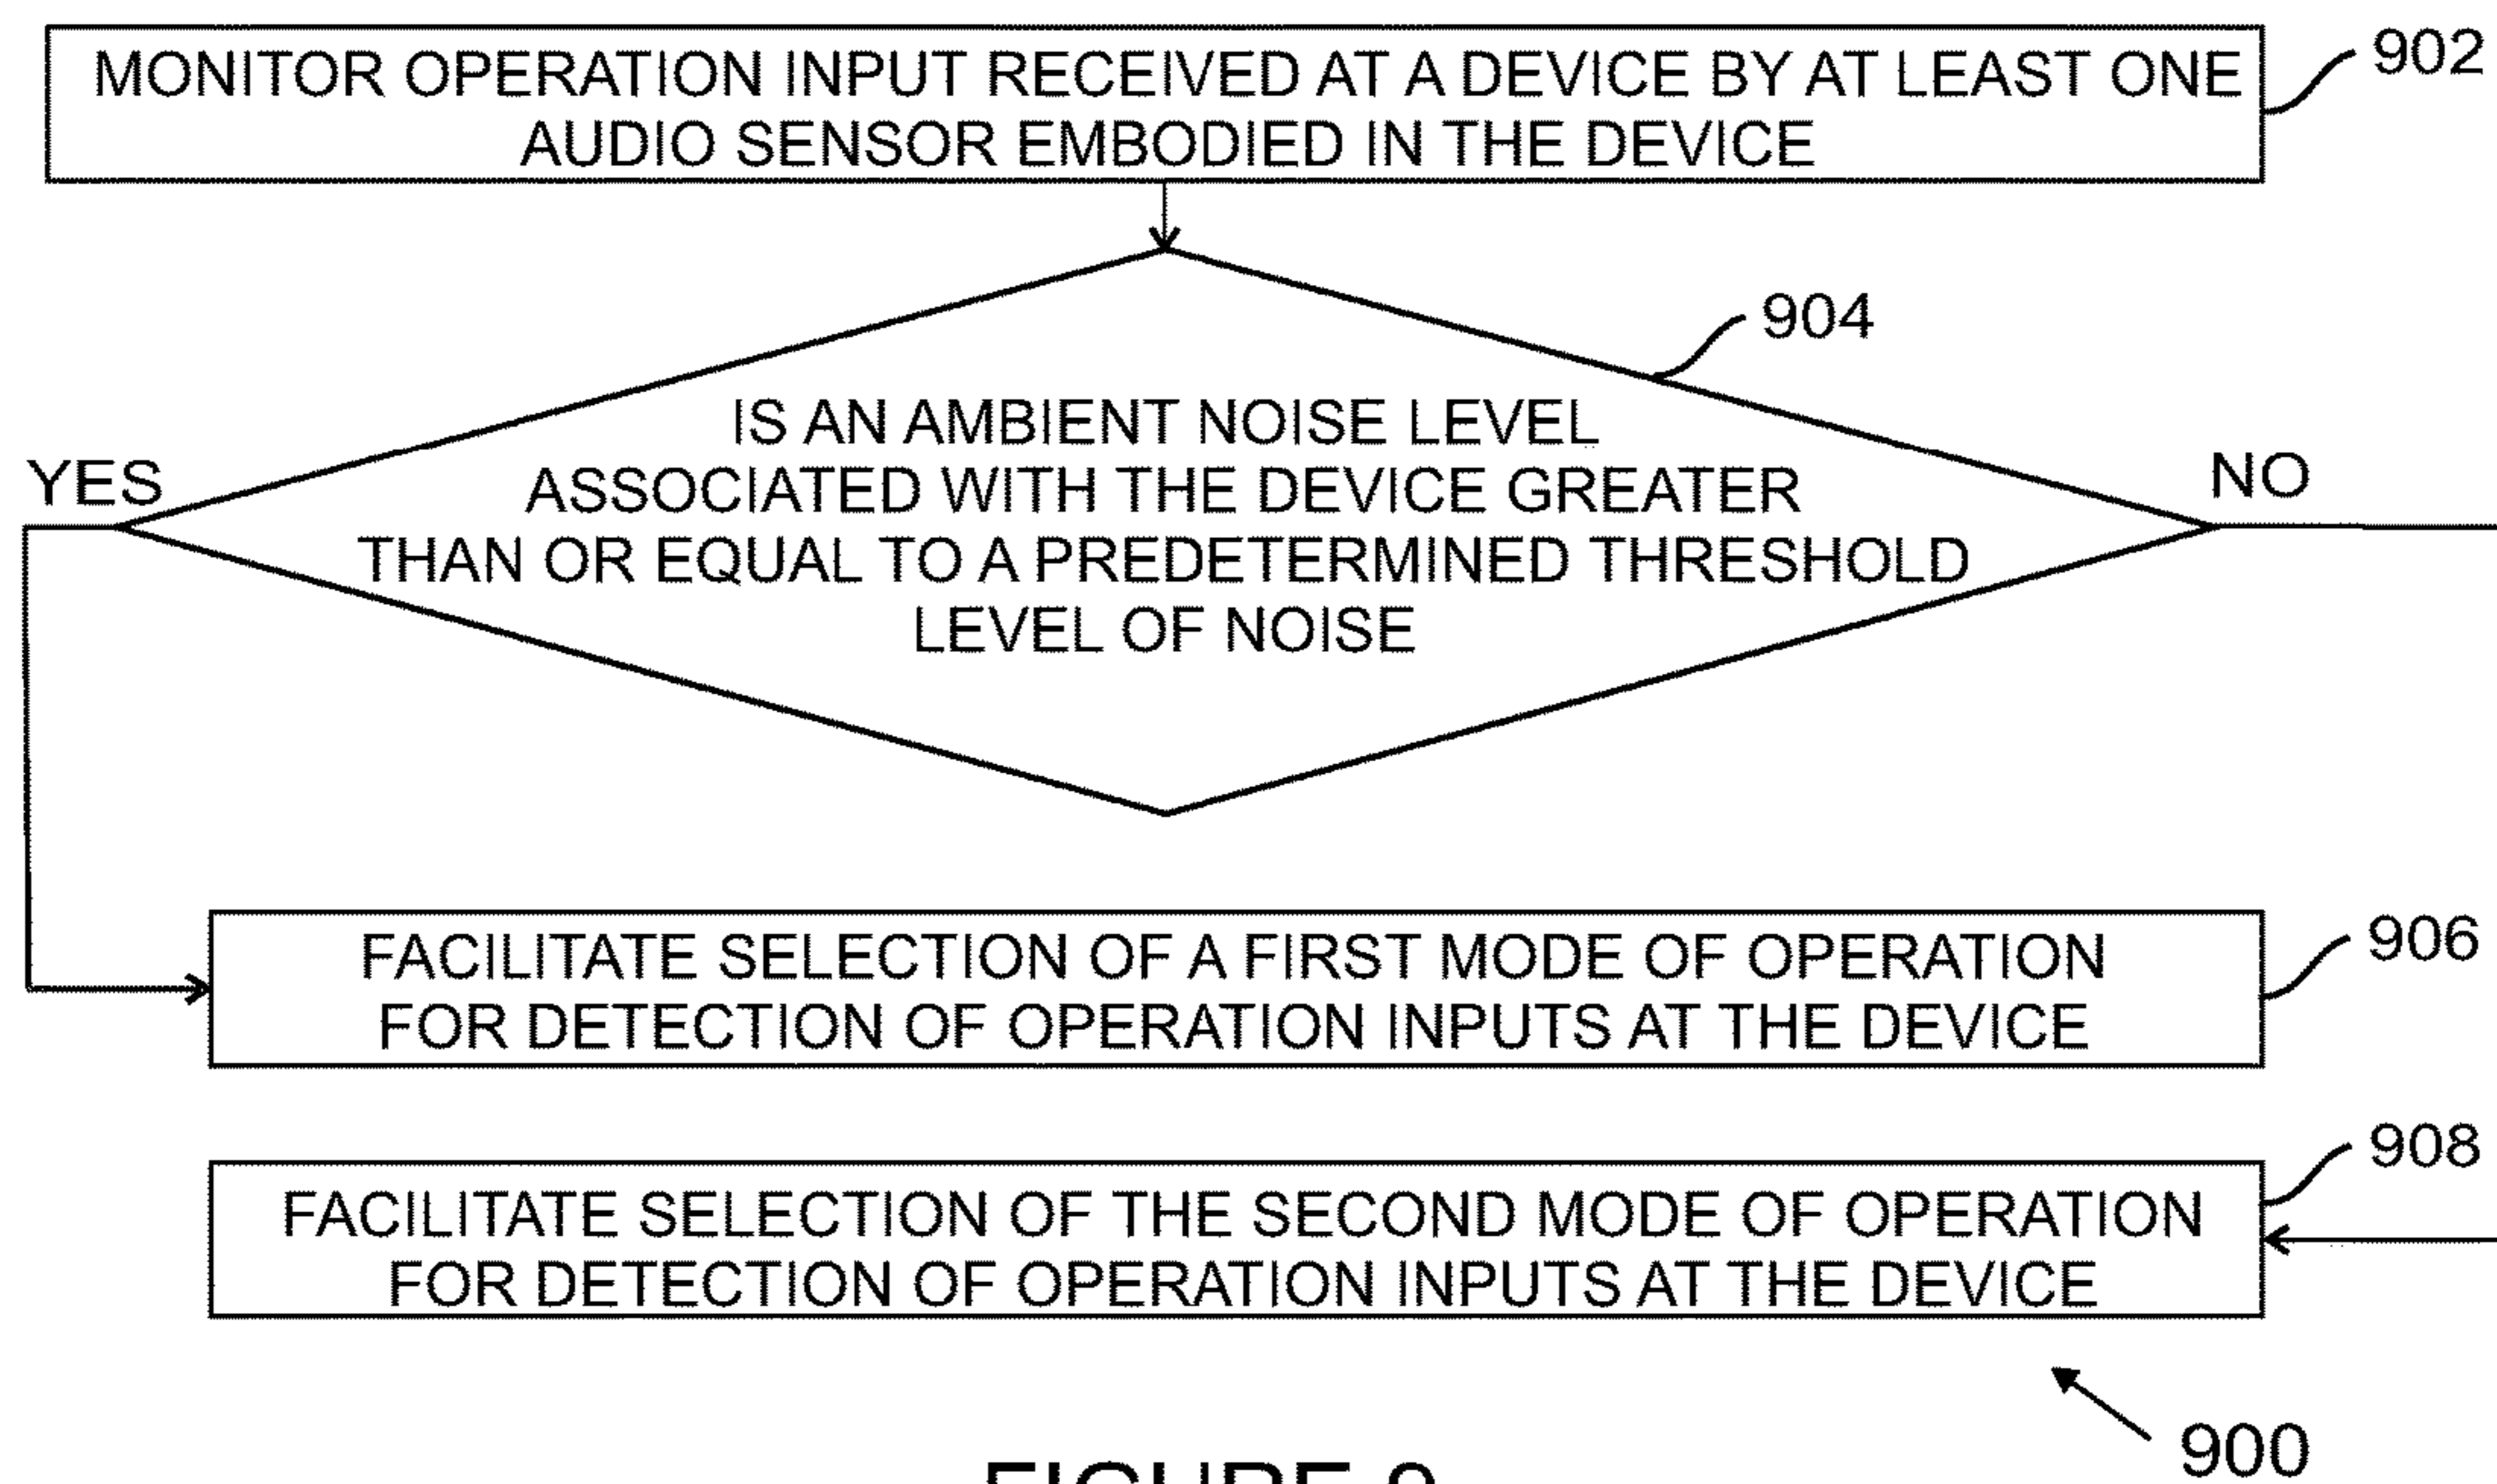 MONITOR OPERATION INPUT RECEIVED AT A DEVICE BY AT LEAST ONE
AUDIO SENSOR EMBODIED IN THE DEVICE
902
904
IS AN AMBIENT NOISE LEVEL
ASSOCIATED WITH THE DEVICE GREATER
THAN OR EQUAL TO A PREDETERMINED THRESHOLD
LEVEL OF NOISE
YES
NO
FACILITATE SELECTION OF A FIRST MODE OF OPERATION
FOR DETECTION OF OPERATION INPUTS AT THE DEVICE
906
FACILITATE SELECTION OF THE SECOND MODE OF OPERATION
FOR DETECTION OF OPERATION INPUTS AT THE DEVICE
908
900
FIGURE